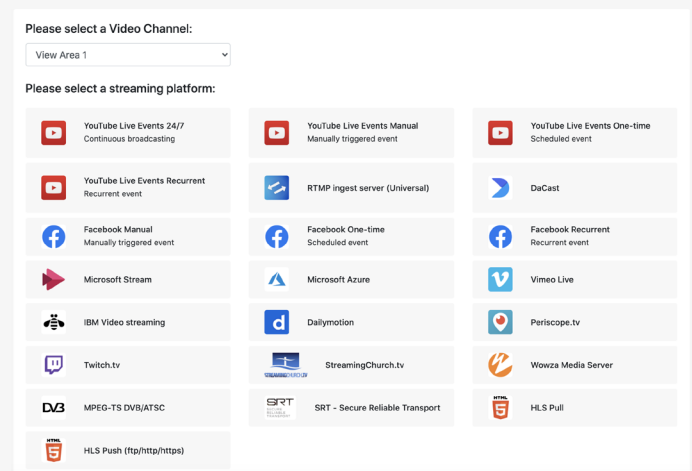 Please select a Video Channel:
View Area 1
Please select a streaming platform:
YouTube Live Events 24/7
Continuous broadcasting
YouTube Live Events Manual
Manually triggered event
YouTube Live Events One-time
Scheduled event
YouTube Live Events Recurrent
Recurrent event
RTMP ingest server (Universal)
DaCast
Facebook Manual
Manually triggered event
Facebook One-time
Scheduled event
Facebook Recurrent
Recurrent event
Microsoft Stream
Microsoft Azure
Vimeo Live
IBM Video streaming
d
Dailymotion
Periscope.tv
Twitch.tv
STREAMINGCHURCH.TV
StreamingChurch.tv
Wowza Media Server
DVB
MPEG-TS DVB/ATSC
SRT
SECURE
RELIABLE
TRANSPORT
SRT - Secure Reliable Transport
HTML
5
HLS Pull
HTML
5
HLS Push (ftp/http/https)